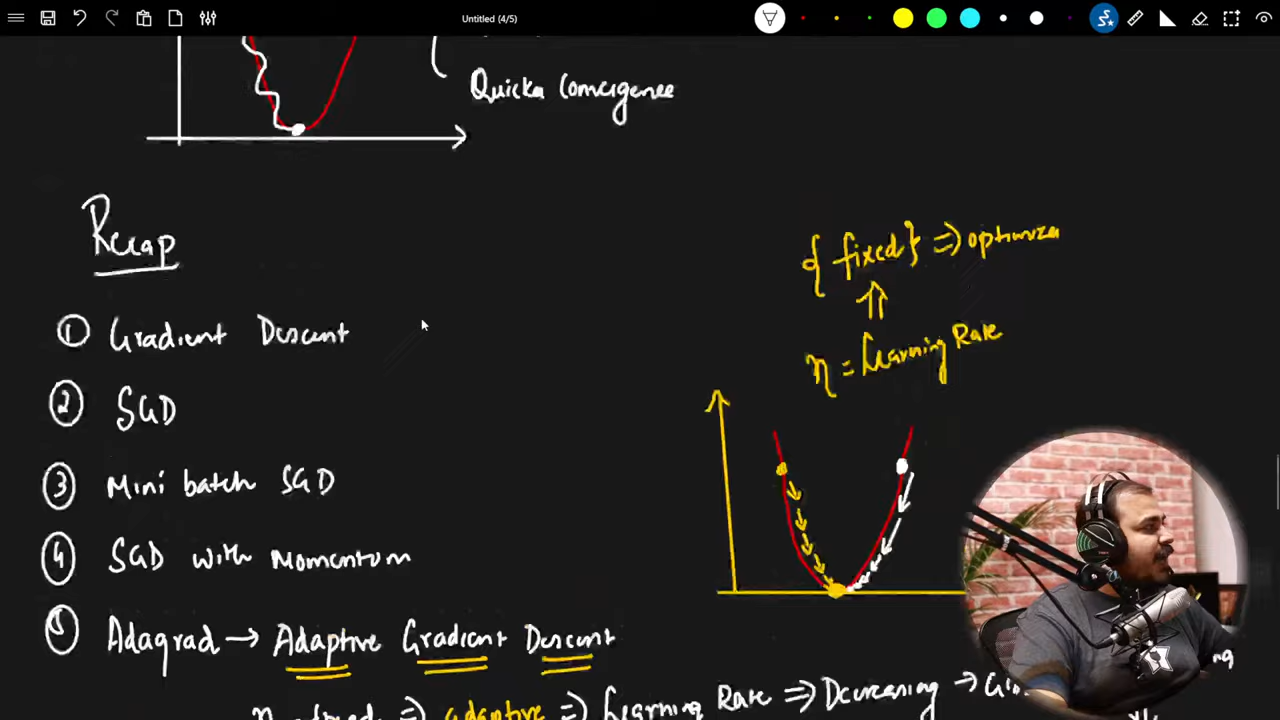 Untitled (4/5)
Quicka Convergence
Recap
{ fixed } => optimizer
η = Learning Rate
① Gradient Descent
② SGD
③ Mini batch SGD
④ SGD with Momentum
⑤ Adagrad → Adaptive Gradient Descent
=> adaptive => Learning Rate => Decreasing →